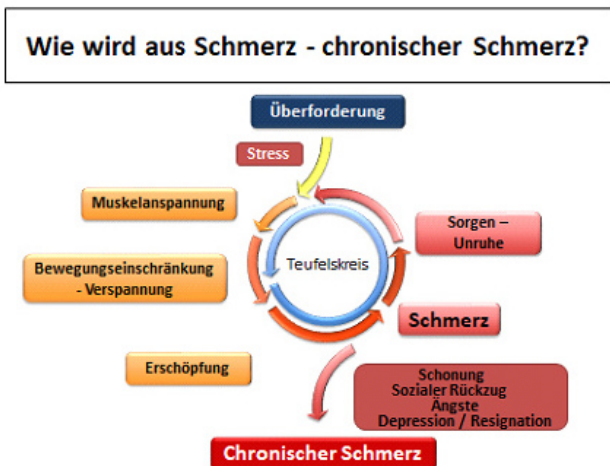 Wie wird aus Schmerz - chronischer Schmerz?
Überforderung
Stress
Muskelanspannung
Sorgen –
Unruhe
Teufelskreis
Bewegungseinschränkung
- Verspannung
Schmerz
Erschöpfung
Schonung
Sozialer Rückzug
Ängste
Depression / Resignation
Chronischer Schmerz